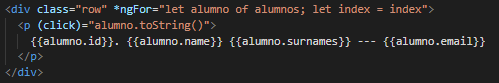 <div class="row" *ngFor="let alumno of alumnos; let index = index">
<p (click)="alumno.toString()">
{{alumno.id}}. {{alumno.name}} {{alumno.surnames}} --- {{alumno.email}}
</p>
</div>